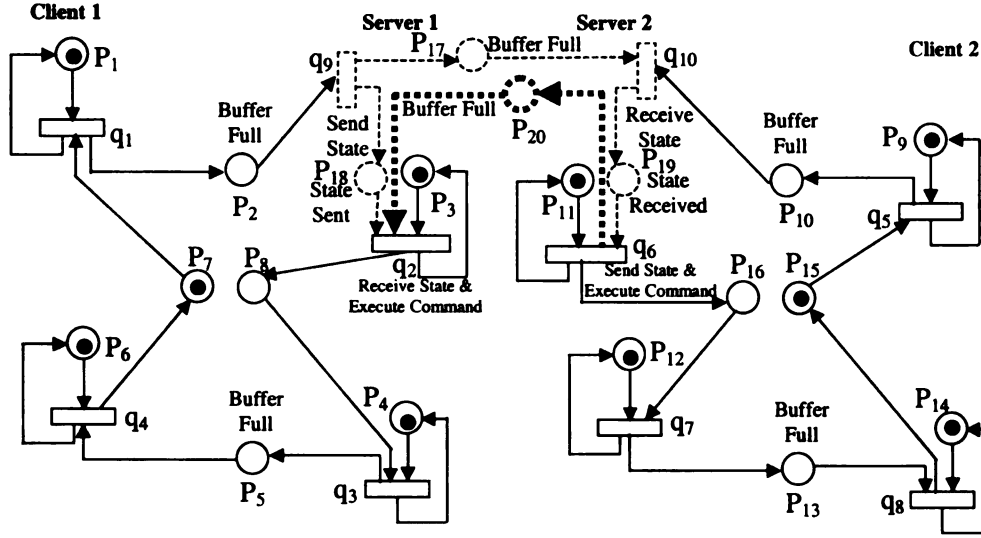 Client 1
Server 1
Server 2
Client 2
P1
P17
Buffer Full
q9
q10
Buffer Full
P20
q1
Buffer
Full
P2
Send
State
P18
State
Sent
P3
P11
Receive
State
P19
State
Received
Buffer
Full
P10
P9
q5
q2
Receive State &
Execute Command
q6
Send State &
Execute Command
P7
P8
P16
P15
P6
q4
Buffer
Full
P5
P4
q3
P12
q7
Buffer
Full
P13
P14
q8